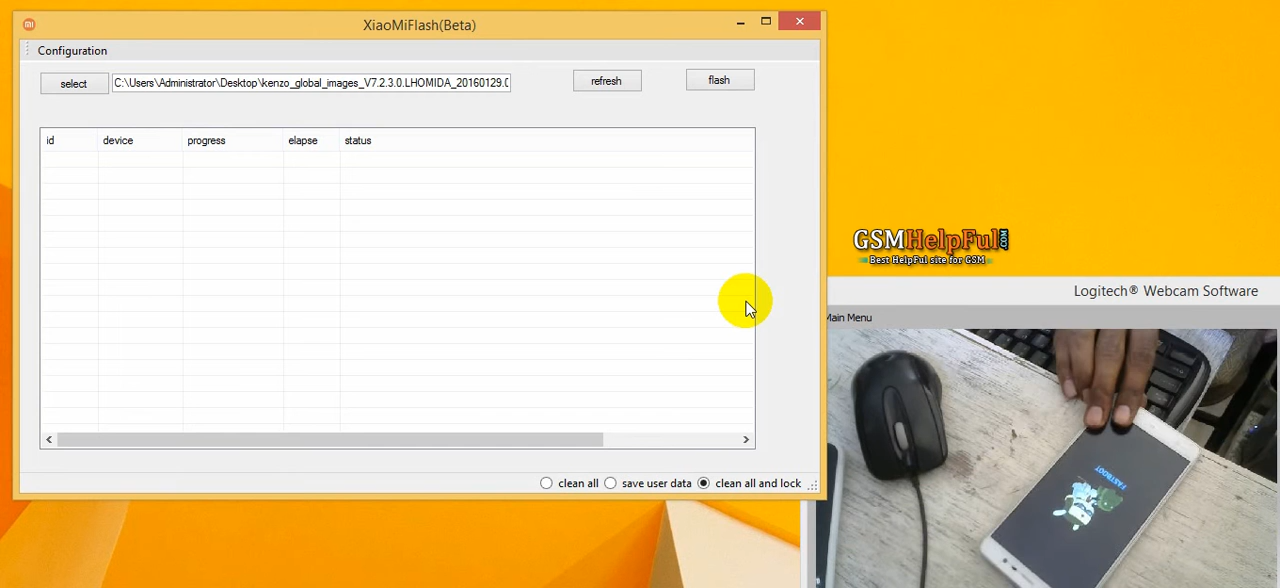 XiaoMiFlash(Beta)
Configuration
select
C:\Users\Administrator\Desktop\kenzo_global_images_V7.2.3.0.LHOMIDA_20160129.0
refresh
flash
id device progress elapse status
clean all save user data clean all and lock
GSMHelpFul.COM
Best HelpFul site for GSM
Logitech® Webcam Software
Main Menu
FASTBOOT